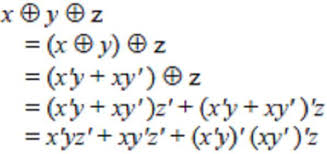 x ⊕ y ⊕ z
= (x ⊕ y) ⊕ z
= (x'y + xy') ⊕ z
= (x'y + xy')z' + (x'y + xy')'z
= x'yz' + xy'z' + (x'y)' (xy')'z